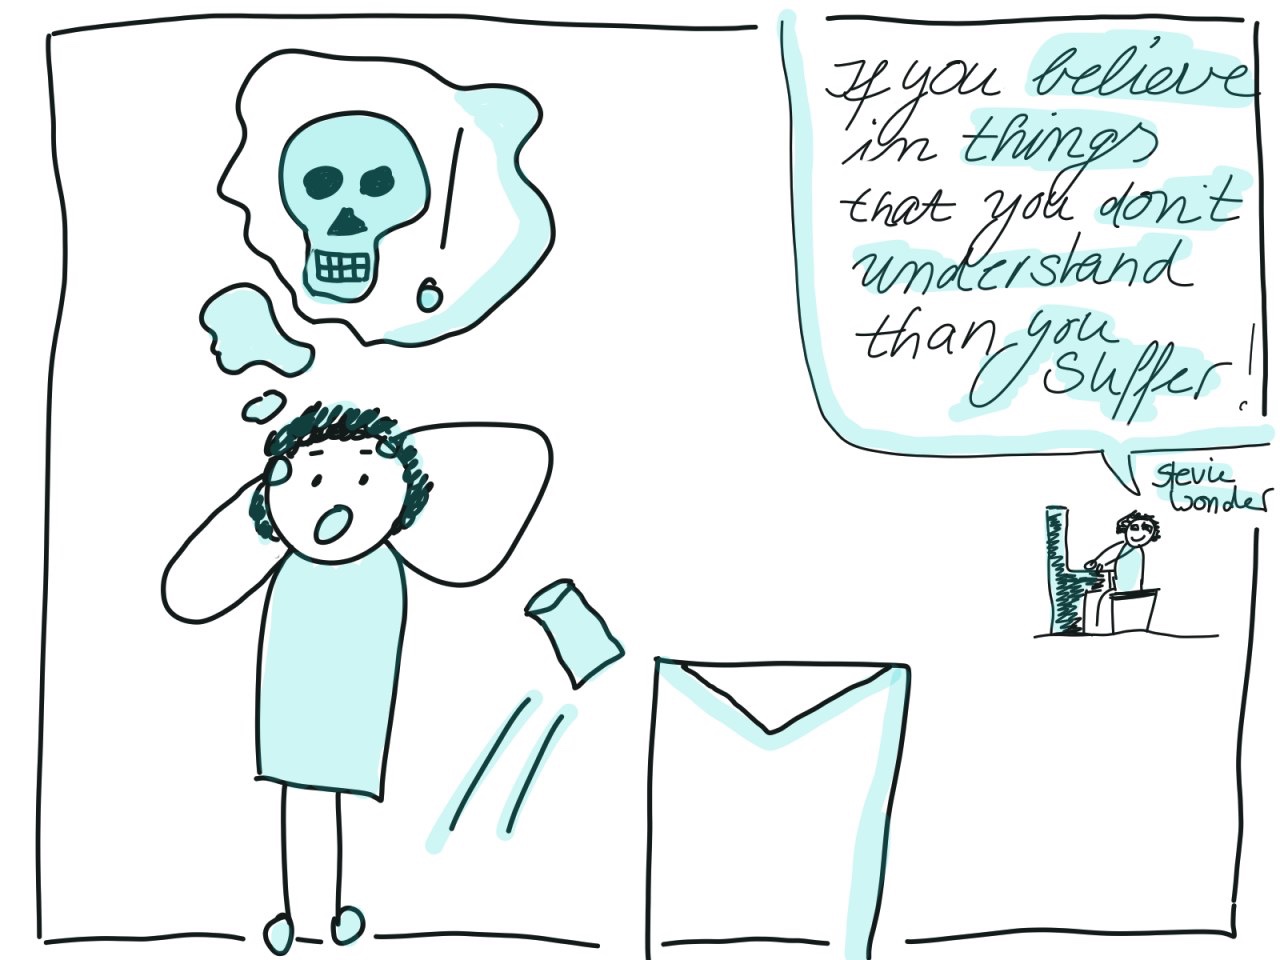 If you believe
in things
that you don't
understand
than you
suffer!
stevie
wonder